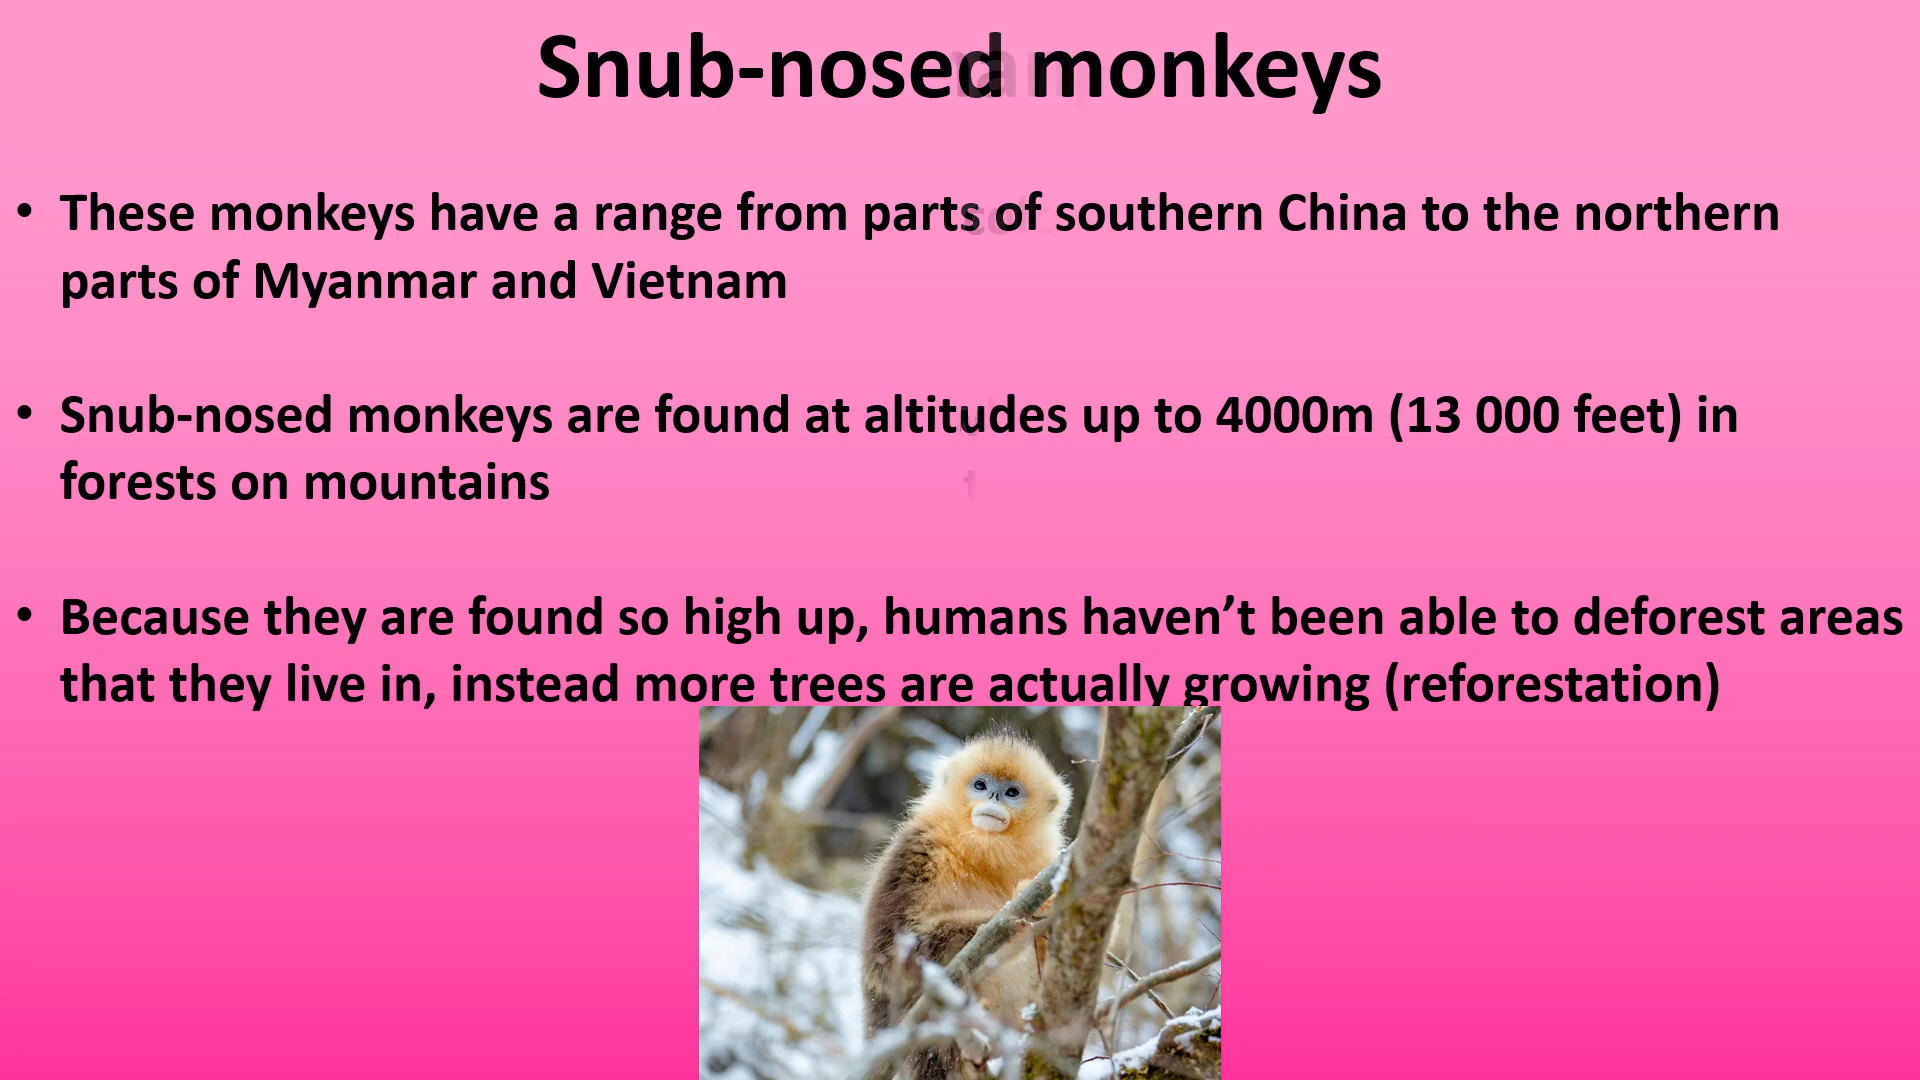 Snub-nosed monkeys
• These monkeys have a range from parts of southern China to the northern
parts of Myanmar and Vietnam
• Snub-nosed monkeys are found at altitudes up to 4000m (13 000 feet) in
forests on mountains
• Because they are found so high up, humans haven’t been able to deforest areas
that they live in, instead more trees are actually growing (reforestation)